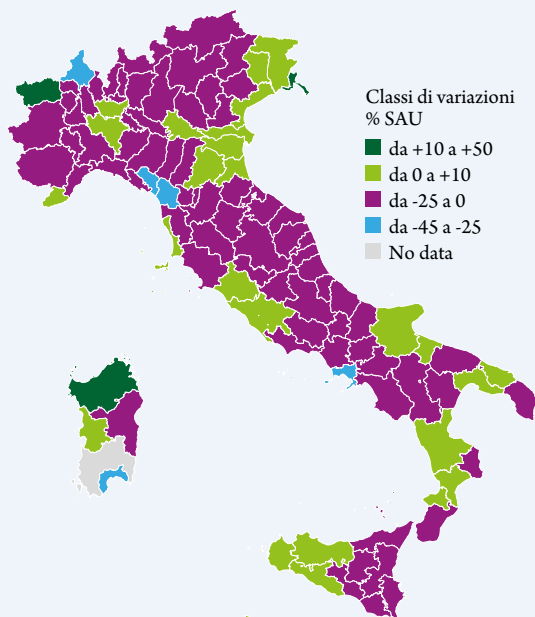 Classi di variazioni
% SAU
da +10 a +50
da 0 a +10
da -25 a 0
da -45 a -25
No data